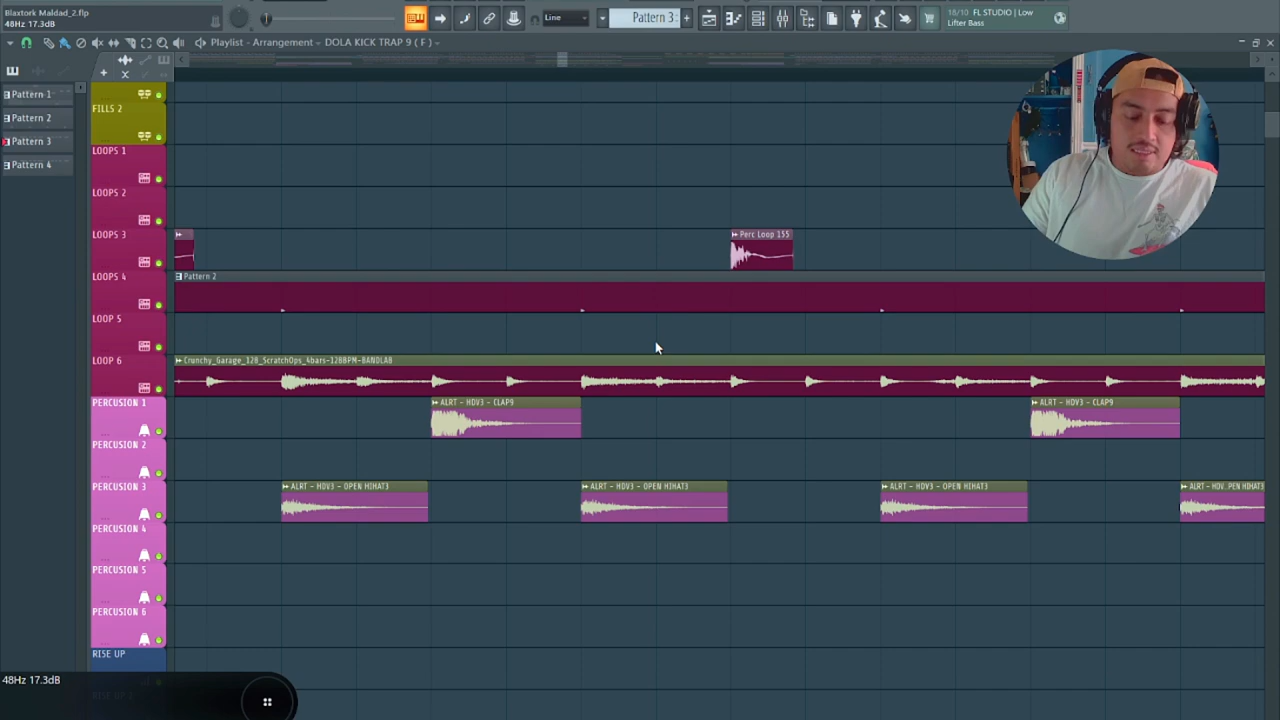 Blaxtork Maldad_2.flp
48Hz 17.3dB
Line
Pattern 3
18/10 FL STUDIO | Low
Lifter Bass
Playlist - Arrangement DOLA KICK TRAP 9 ( F )
Pattern 1
Pattern 2
Pattern 3
Pattern 4
FILLS 2
LOOPS 1
LOOPS 2
LOOPS 3
Perc Loop 155
LOOPS 4
Pattern 2
LOOP 5
LOOP 6
Crunchy_Garage_128_ScratchOps_4bars-128BPM-BANDLAB
PERCUSION 1
ALRT - HDV3 - CLAP9
ALRT - HDV3 - CLAP9
PERCUSION 2
PERCUSION 3
ALRT - HDV3 - OPEN HIHAT3
ALRT - HDV3 - OPEN HIHAT3
ALRT - HDV3 - OPEN HIHAT3
ALRT - HDV..PEN HIHAT3
PERCUSION 4
PERCUSION 5
PERCUSION 6
RISE UP
48Hz 17.3dB